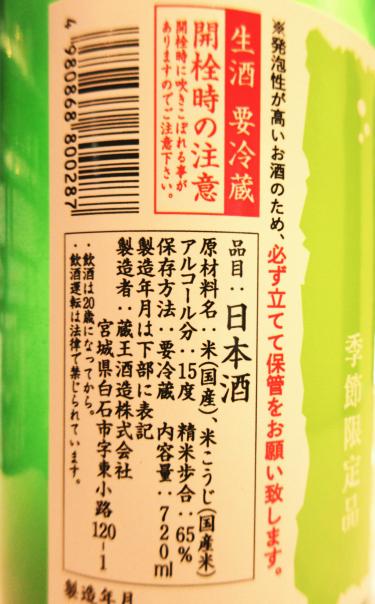 季節限定品
※発泡性が高いお酒のため、必ず立てて保管をお願い致します。
生酒 要冷蔵
開栓時の注意
開栓時に吹きこぼれる事が
ありますのでご注意下さい。
4 980868 800287
品目：日本酒
原材料名：米(国産)、米こうじ(国産米)
アルコール分：15度 精米歩合：65%
保存方法：要冷蔵 内容量：720ml
製造年月は下部に表記
製造者：蔵王酒造株式会社
宮城県白石市字東小路120-1
・飲酒は20歳になってから。
・飲酒運転は法律で禁じられています。
製造年月